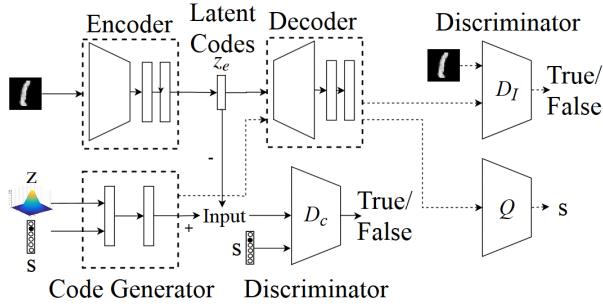 Encoder
Latent
Codes
z_e
Decoder
Discriminator
D_I
True/
False
-
z
s
+
Input
s
D_c
True/
False
Q
s
Code Generator
Discriminator